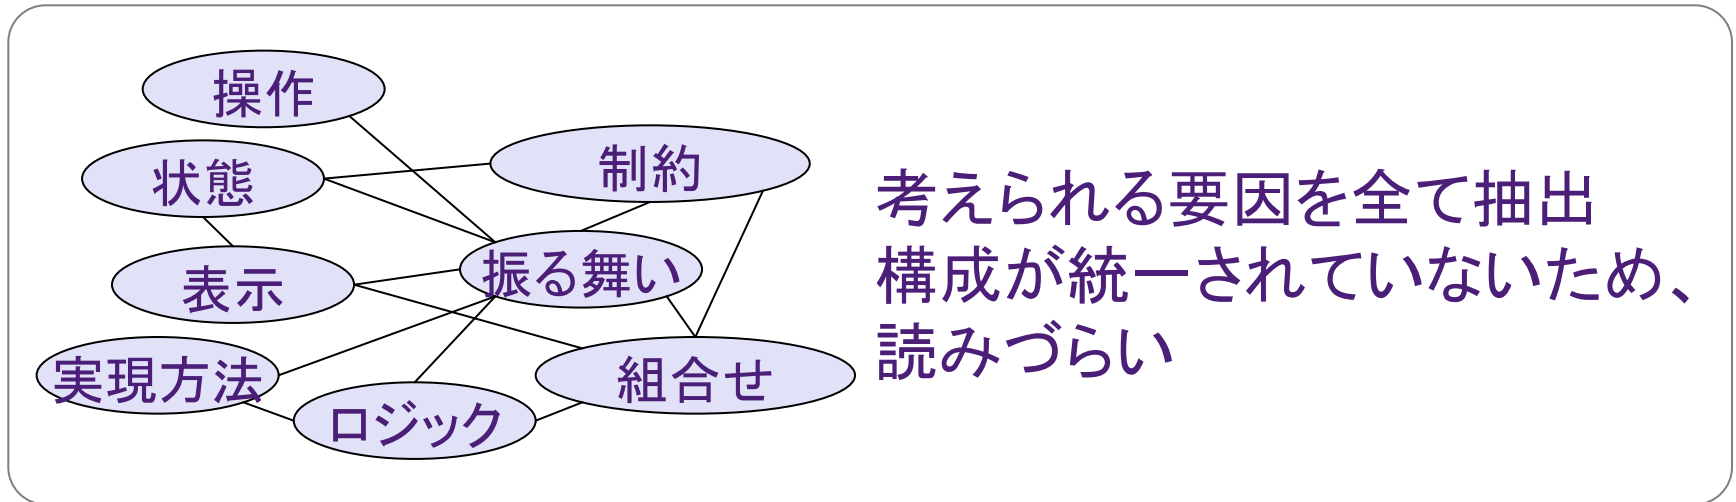 操作
状態
制約
表示
振る舞い
実現方法
組合せ
ロジック
考えられる要因を全て抽出
構成が統一されていないため、
読みづらい